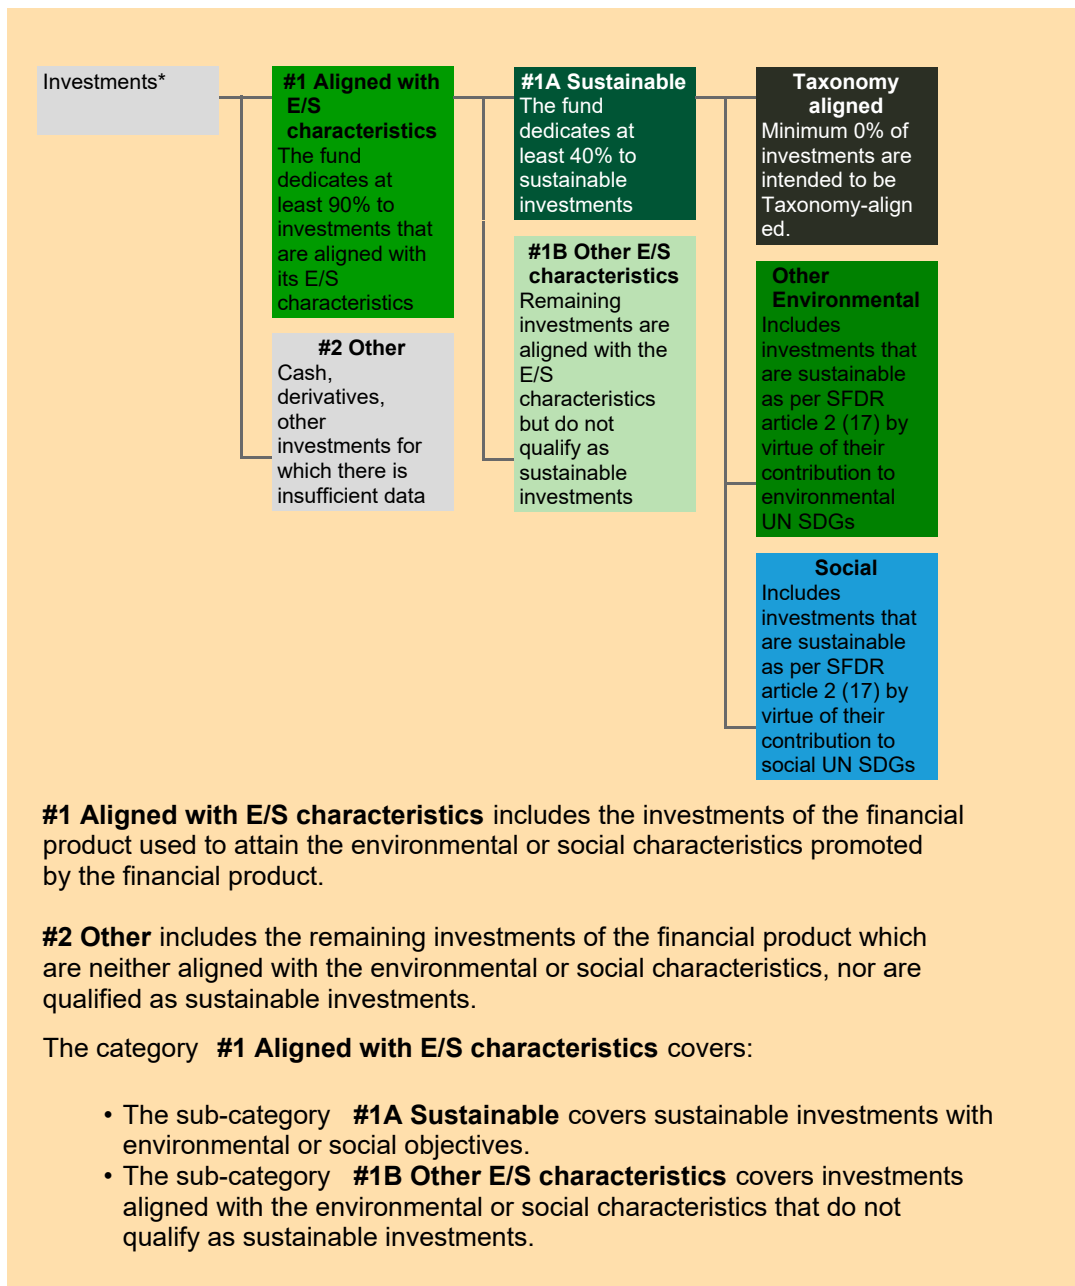 Investments*
#1 Aligned with
E/S
characteristics
The fund
dedicates at
least 90% to
investments that
are aligned with
its E/S
characteristics
#2 Other
Cash,
derivatives,
other
investments for
which there is
insufficient data
#1A Sustainable
The fund
dedicates at
least 40% to
sustainable
investments
#1B Other E/S
characteristics
Remaining
investments are
aligned with the
E/S
characteristics
but do not
qualify as
sustainable
investments
Taxonomy
aligned
Minimum 0% of
investments are
intended to be
Taxonomy-align
ed.
Other
Environmental
Includes
investments that
are sustainable
as per SFDR
article 2 (17) by
virtue of their
contribution to
environmental
UN SDGs
Social
Includes
investments that
are sustainable
as per SFDR
article 2 (17) by
virtue of their
contribution to
social UN SDGs
#1 Aligned with E/S characteristics includes the investments of the financial
product used to attain the environmental or social characteristics promoted
by the financial product.
#2 Other includes the remaining investments of the financial product which
are neither aligned with the environmental or social characteristics, nor are
qualified as sustainable investments.
The category #1 Aligned with E/S characteristics covers:
• The sub-category #1A Sustainable covers sustainable investments with
environmental or social objectives.
• The sub-category #1B Other E/S characteristics covers investments
aligned with the environmental or social characteristics that do not
qualify as sustainable investments.